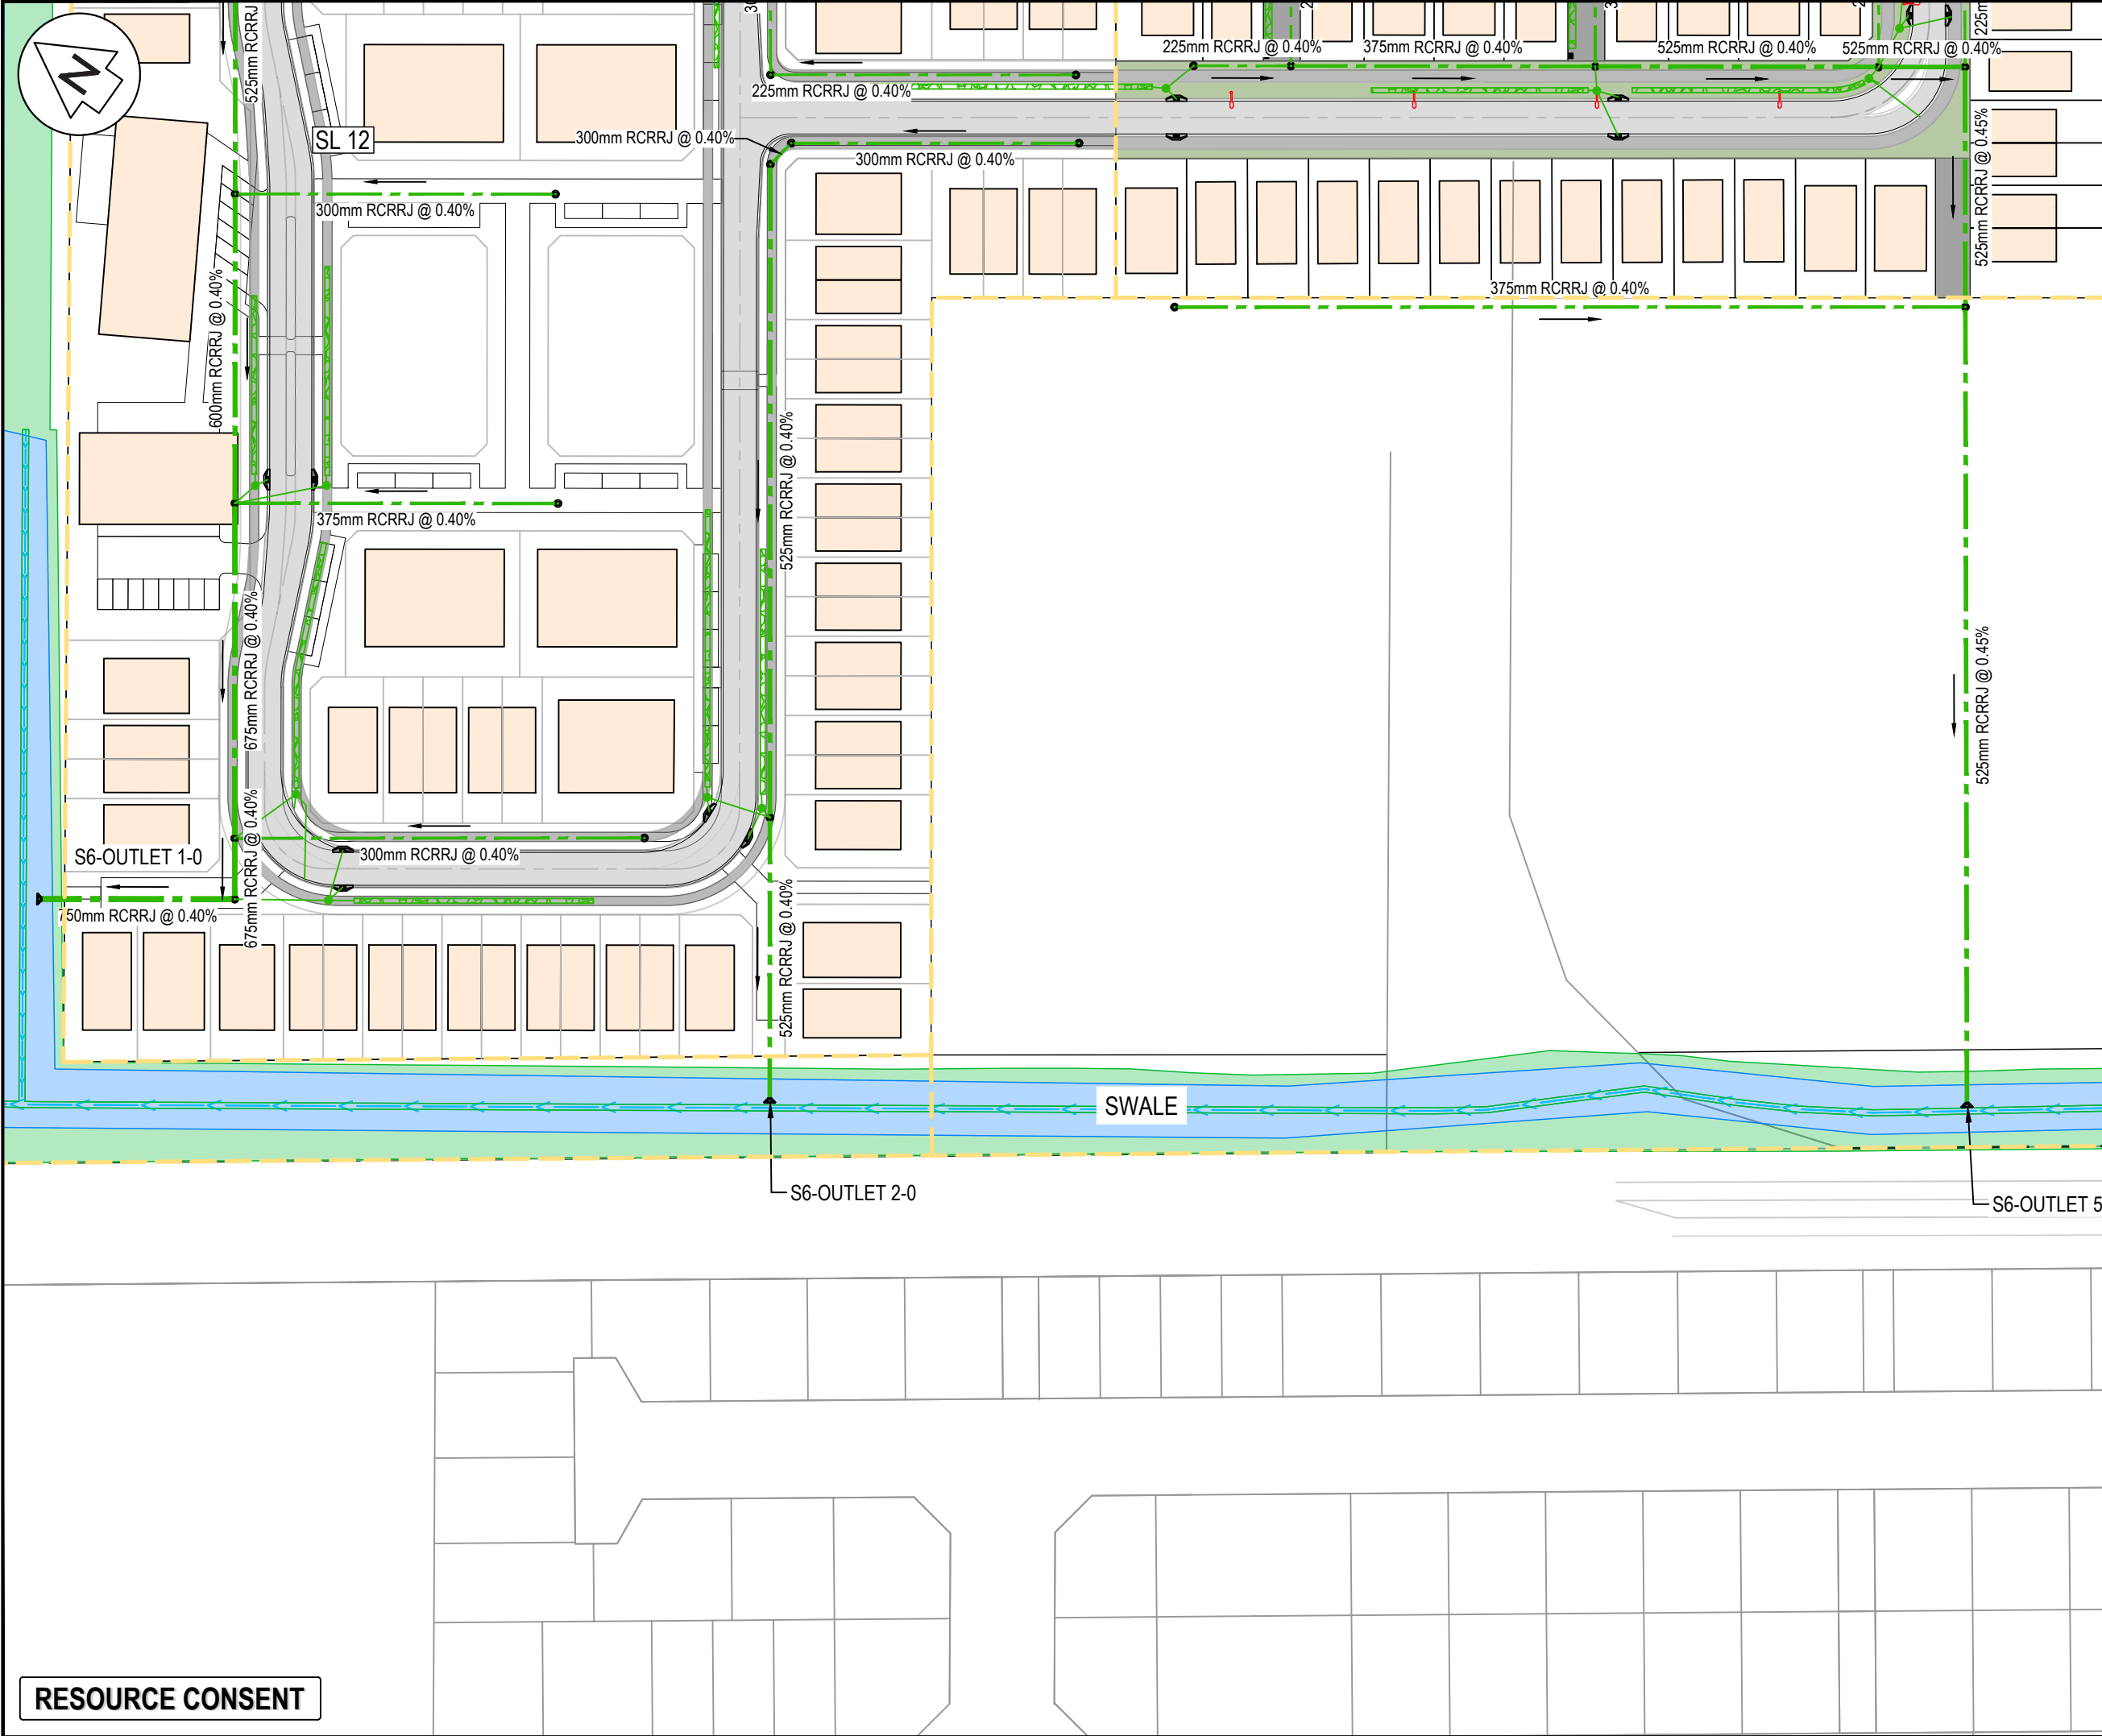 N
SL 12
525mm RCRRJ
225mm RCRRJ @ 0.40%
375mm RCRRJ @ 0.40%
525mm RCRRJ @ 0.40%
525mm RCRRJ @ 0.40%
225mm RCRRJ @ 0.40%
300mm RCRRJ @ 0.40%
300mm RCRRJ @ 0.40%
525mm RCRRJ @ 0.45%
300mm RCRRJ @ 0.40%
600mm RCRRJ @ 0.40%
375mm RCRRJ @ 0.40%
525mm RCRRJ @ 0.40%
375mm RCRRJ @ 0.40%
675mm RCRRJ @ 0.40%
525mm RCRRJ @ 0.45%
S6-OUTLET 1-0
300mm RCRRJ @ 0.40%
675mm RCRRJ @ 0.40%
750mm RCRRJ @ 0.40%
525mm RCRRJ @ 0.40%
SWALE
S6-OUTLET 2-0
S6-OUTLET 5
RESOURCE CONSENT